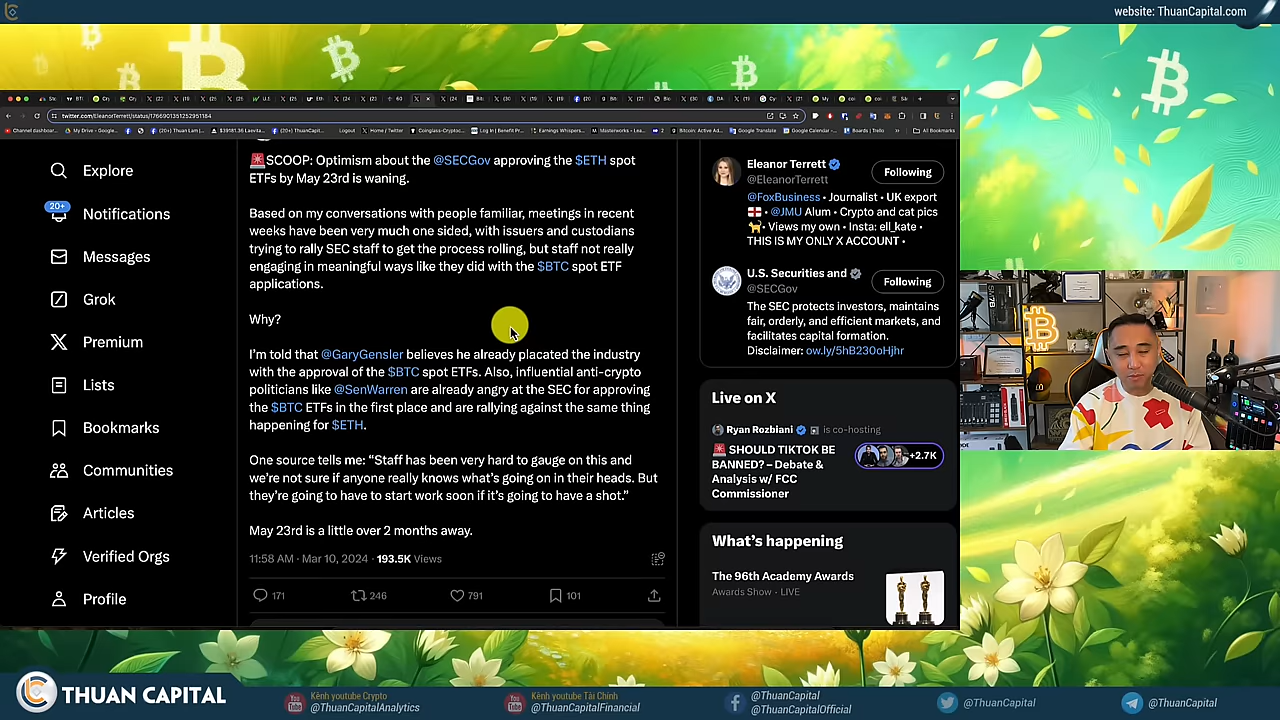 website: ThuanCapital.com
twitter.com/EleanorTerrett/status/1766901351252951184
All Bookmarks
Explore
20+
Notifications
Messages
Grok
Premium
Lists
Bookmarks
Communities
Articles
Verified Orgs
Profile
🚨SCOOP: Optimism about the @SECGov approving the $ETH spot
ETFs by May 23rd is waning.
Based on my conversations with people familiar, meetings in recent
weeks have been very much one sided, with issuers and custodians
trying to rally SEC staff to get the process rolling, but staff not really
engaging in meaningful ways like they did with the $BTC spot ETF
applications.
Why?
I'm told that @GaryGensler believes he already placated the industry
with the approval of the $BTC spot ETFs. Also, influential anti-crypto
politicians like @SenWarren are already angry at the SEC for approving
the $BTC ETFs in the first place and are rallying against the same thing
happening for $ETH.
One source tells me: “Staff has been very hard to gauge on this and
we're not sure if anyone really knows what's going on in their heads. But
they're going to have to start work soon if it's going to have a shot.”
May 23rd is a little over 2 months away.
11:58 AM · Mar 10, 2024 · 193.5K Views
171
246
791
101
Eleanor Terrett
@EleanorTerrett
Following
@FoxBusiness • Journalist • UK export
🏴󠁧󠁢󠁥󠁮󠁧󠁿 • @JMU Alum • Crypto and cat pics
🐈• Views my own • Insta: ell_kate •
THIS IS MY ONLY X ACCOUNT •
U.S. Securities and
@SECGov
Following
The SEC protects investors, maintains
fair, orderly, and efficient markets, and
facilitates capital formation.
Disclaimer: ow.ly/5hB230oHjhr
Live on X
Ryan Rozbiani is co-hosting
🚨 SHOULD TIKTOK BE
BANNED? – Debate &
Analysis w/ FCC
Commissioner
+2.7K
What's happening
The 96th Academy Awards
Awards Show · LIVE
THUAN CAPITAL
Kênh youtube Crypto
@ThuanCapitalAnalytics
Kênh youtube Tài Chính
@ThuanCapitalFinancial
@ThuanCapital
@ThuanCapitalOfficial
@ThuanCapital
@ThuanCapital